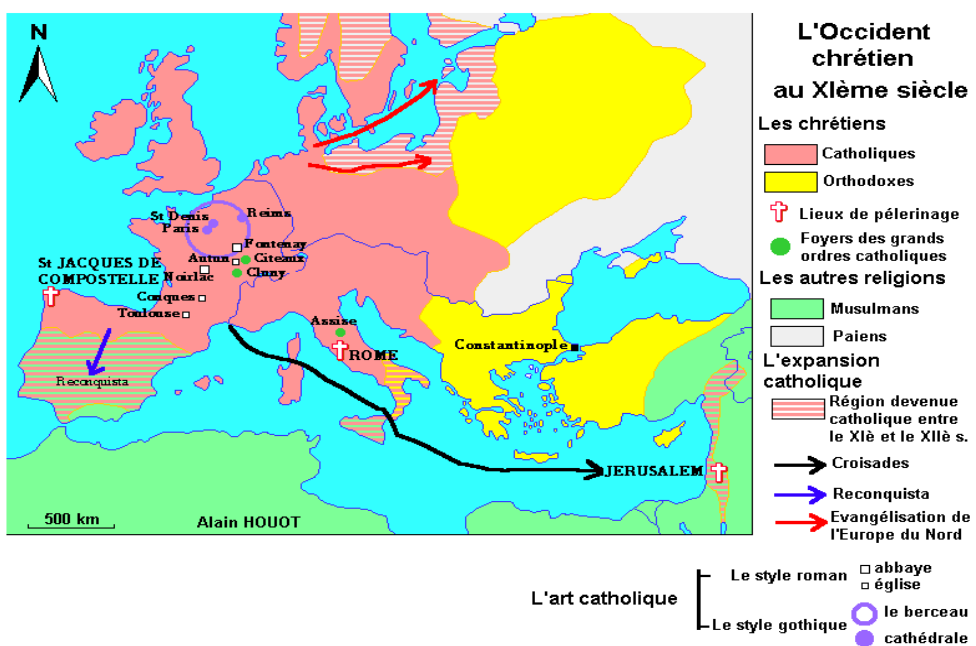 N
St Denis
Paris
Reims
Fontenay
Autun
Citeaux
Noirlac
Cluny
St JACQUES DE
COMPOSTELLE
Conques
Toulouse
Assise
ROME
Constantinople
Reconquista
JERUSALEM
500 km
Alain HOUOT
L'Occident
chrétien
au XIème siècle
Les chrétiens
Catholiques
Orthodoxes
Lieux de pélerinage
Foyers des grands
ordres catholiques
Les autres religions
Musulmans
Paiens
L'expansion
catholique
Région devenue
catholique entre
le XIè et le XIIè s.
Croisades
Reconquista
Evangélisation de
l'Europe du Nord
L'art catholique
Le style roman
abbaye
église
Le style gothique
le berceau
cathédrale